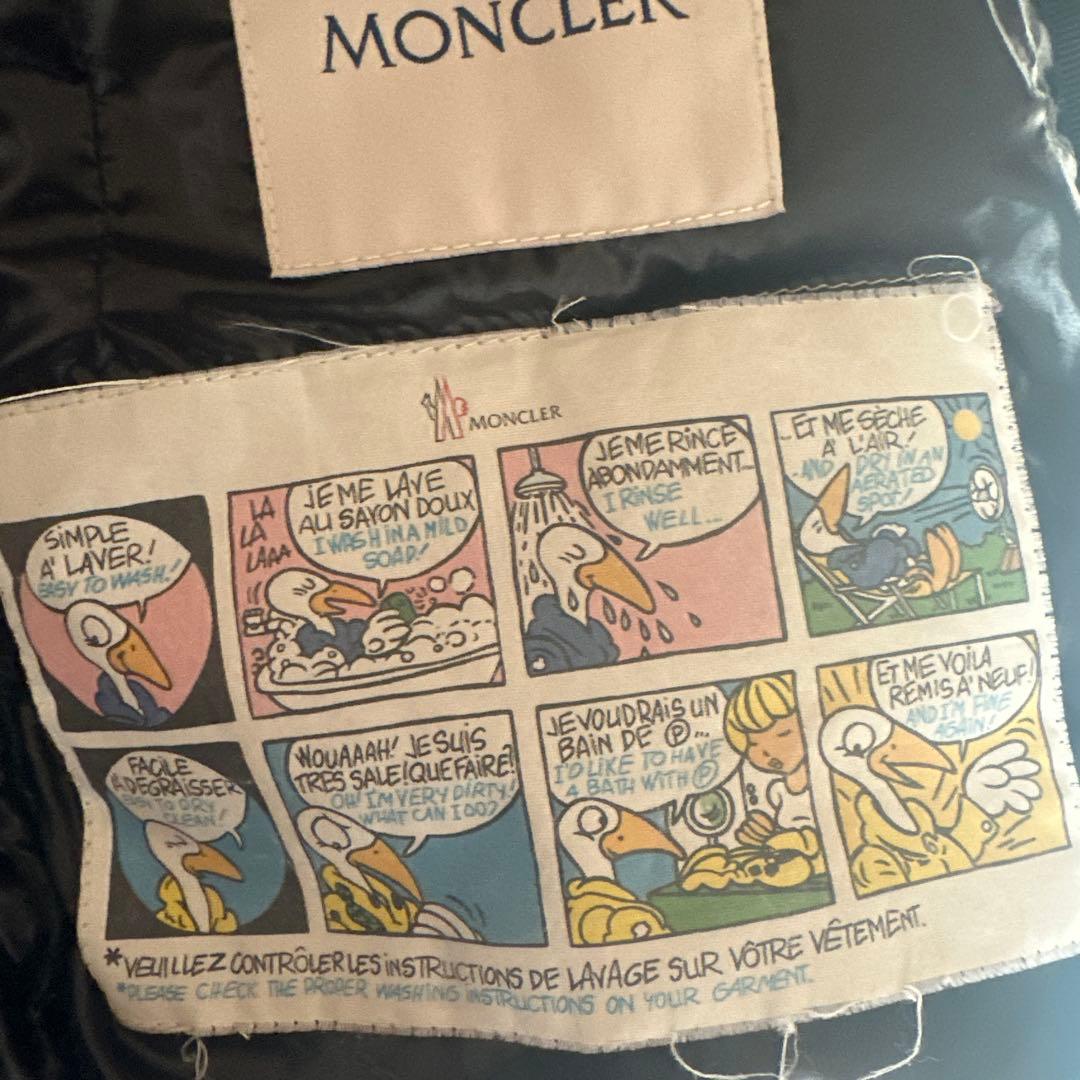 MONCLER
MONCLER
SIMPLE
À LAVER!
EASY TO WASH!
LA
LÀ
LAAA
JE ME LAVE
AU SAVON DOUX
I WASH IN A MILD
SOAP!
JE ME RINCE
ABONDAMMENT...
I RINSE
WELL...
...ET ME SÈCHE
À L'AIR!
...AND DRY IN AN
AERATED
SPOT!
FACILE
À DEGRAISSER
EASY TO DRY
CLEAN!
WOUAAAH! JE SUIS
TRES SALE! QUE FAIRE?
OW! I'M VERY DIRTY!
WHAT CAN I DO?
JE VOUDRAIS UN
BAIN DE Ⓟ...
I'D LIKE TO HAVE
A BATH WITH Ⓟ
ET ME VOILA
REMIS A' NEUF!
AND I'M FINE
AGAIN!
*VEUILLEZ CONTRÔLER LES INSTRUCTIONS DE LAVAGE SUR VÔTRE VÊTEMENT.
*PLEASE CHECK THE PROPER WASHING INSTRUCTIONS ON YOUR GARMENT.